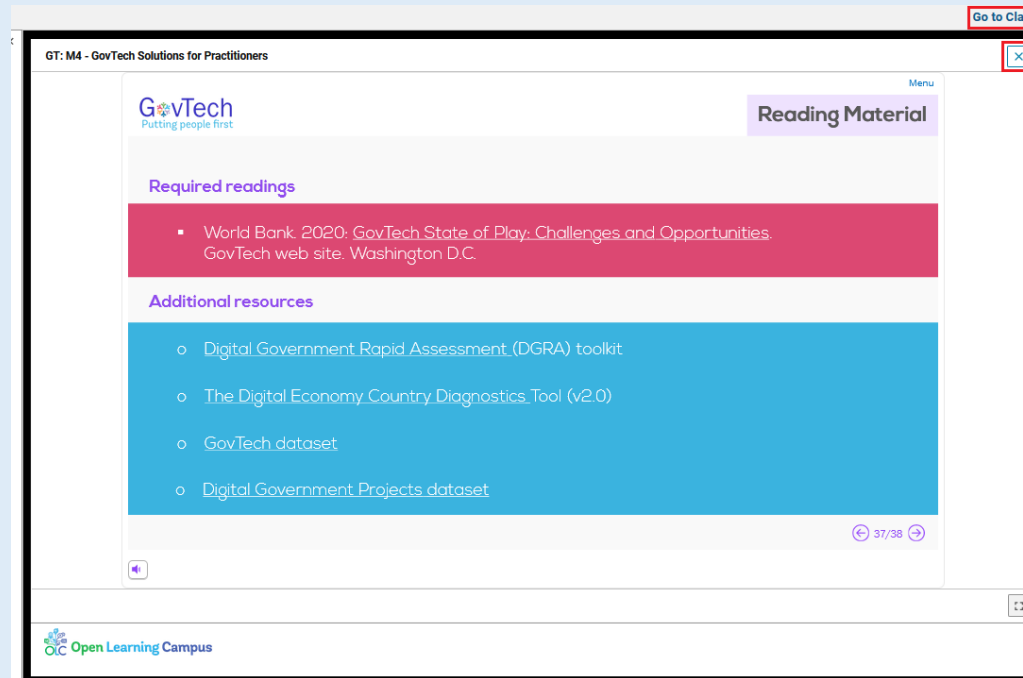 Go to Cla
GT: M4 - GovTech Solutions for Practitioners
Menu
GovTech
Putting people first
Reading Material
Required readings
▪ World Bank. 2020: GovTech State of Play: Challenges and Opportunities.
GovTech web site. Washington D.C.
Additional resources
o Digital Government Rapid Assessment (DGRA) toolkit
o The Digital Economy Country Diagnostics Tool (v2.0)
o GovTech dataset
o Digital Government Projects dataset
37/38
OLC Open Learning Campus